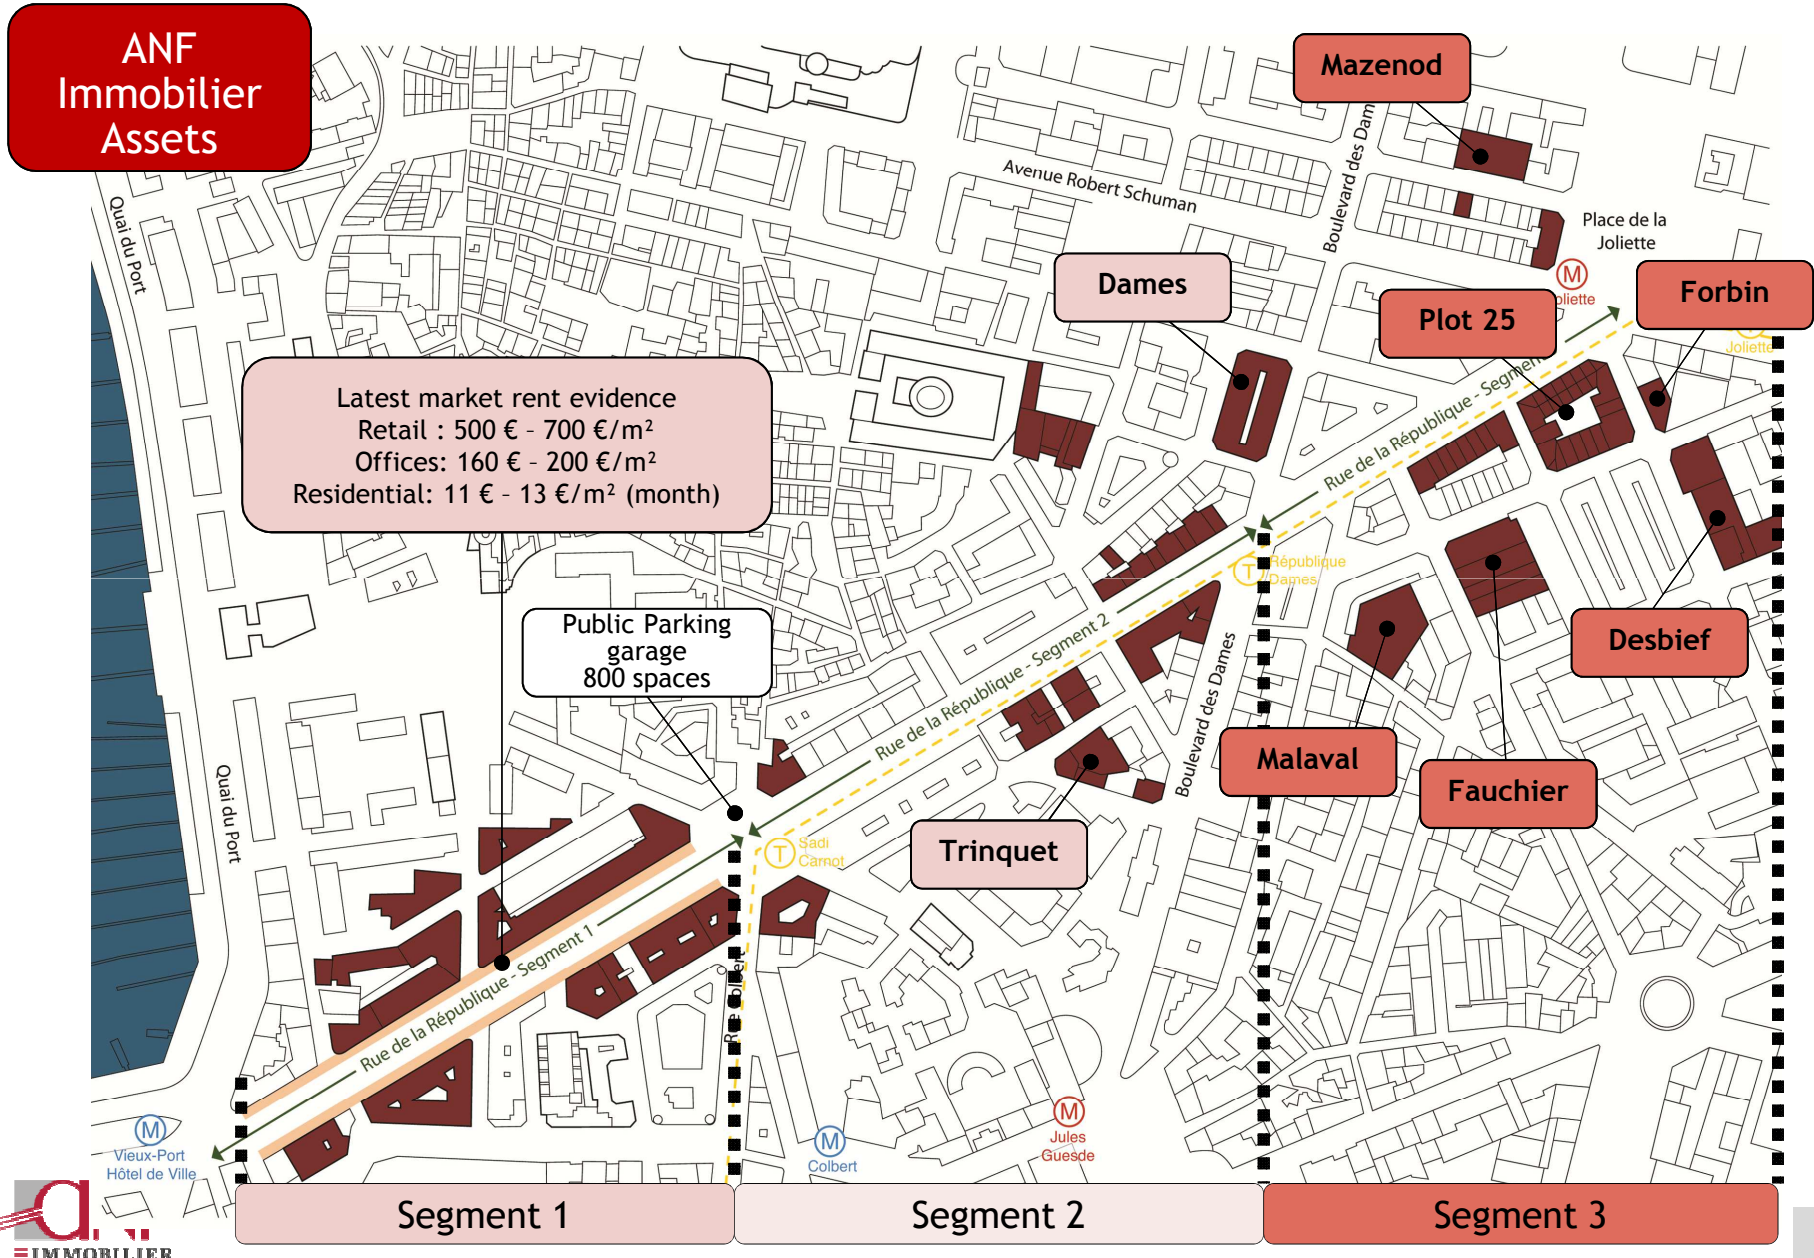 ANF
Immobilier
Assets
Mazenod
Boulevard des Dam
Avenue Robert Schuman
Place de la
Joliette
Quai du Port
Dames
M
oliette
Forbin
Plot 25
Joliette
Rue de la République - Segment
Latest market rent evidence
Retail : 500 € - 700 €/m²
Offices: 160 € - 200 €/m²
Residential: 11 € - 13 €/m² (month)
T
République
Dames
Public Parking
garage
800 spaces
Desbief
Rue de la République - Segment 2
Boulevard des Dames
Malaval
Fauchier
Quai du Port
T
Sadi
Carnot
Trinquet
Rue de la République - Segment 1
Rue Colbert
M
Vieux-Port
Hôtel de Ville
M
Colbert
M
Jules
Guesde
Segment 1
Segment 2
Segment 3
IMMOBILIER